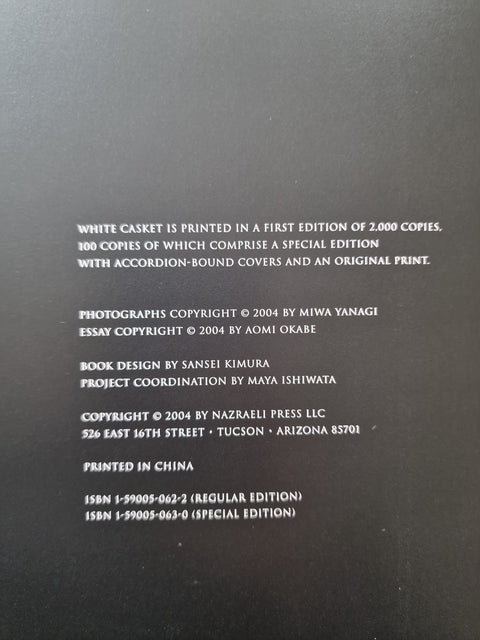 WHITE CASKET IS PRINTED IN A FIRST EDITION OF 2,000 COPIES,
100 COPIES OF WHICH COMPRISE A SPECIAL EDITION
WITH ACCORDION-BOUND COVERS AND AN ORIGINAL PRINT.
PHOTOGRAPHS COPYRIGHT © 2004 BY MIWA YANAGI
ESSAY COPYRIGHT © 2004 BY AOMI OKABE
BOOK DESIGN BY SANSEI KIMURA
PROJECT COORDINATION BY MAYA ISHIWATA
COPYRIGHT © 2004 BY NAZRAELI PRESS LLC
526 EAST 16TH STREET • TUCSON • ARIZONA 85701
PRINTED IN CHINA
ISBN 1-59005-062-2 (REGULAR EDITION)
ISBN 1-59005-063-0 (SPECIAL EDITION)